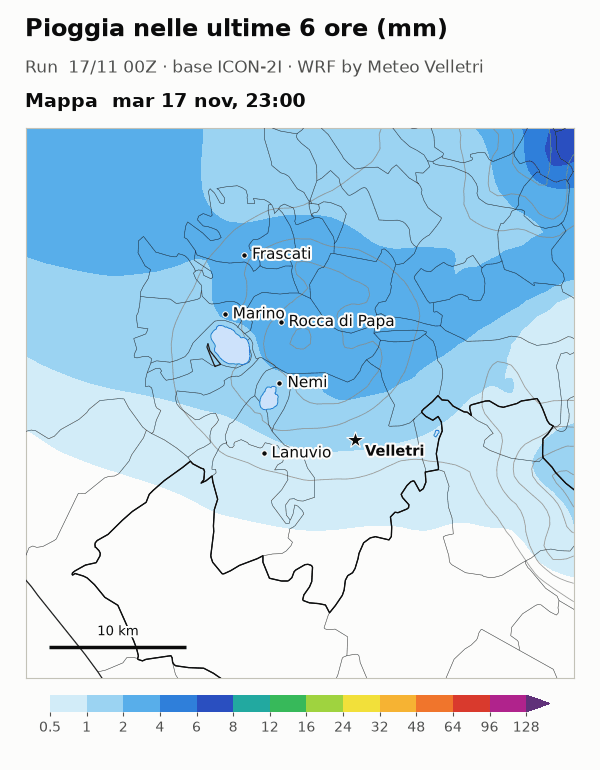 Pioggia nelle ultime 6 ore (mm)
Run  17/11 00Z · base ICON-2I · WRF by Meteo Velletri
Mappa  mar 17 nov, 23:00
Frascati
Marino
Rocca di Papa
Nemi
Velletri
Lanuvio
10 km
0.5 1 2 4 6 8 12 16 24 32 48 64 96 128